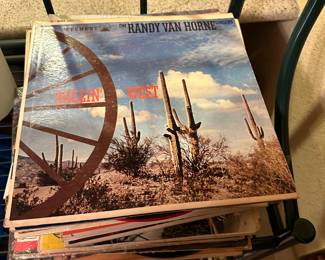 THE RANDY VAN HORNE
ROLLIN' WEST